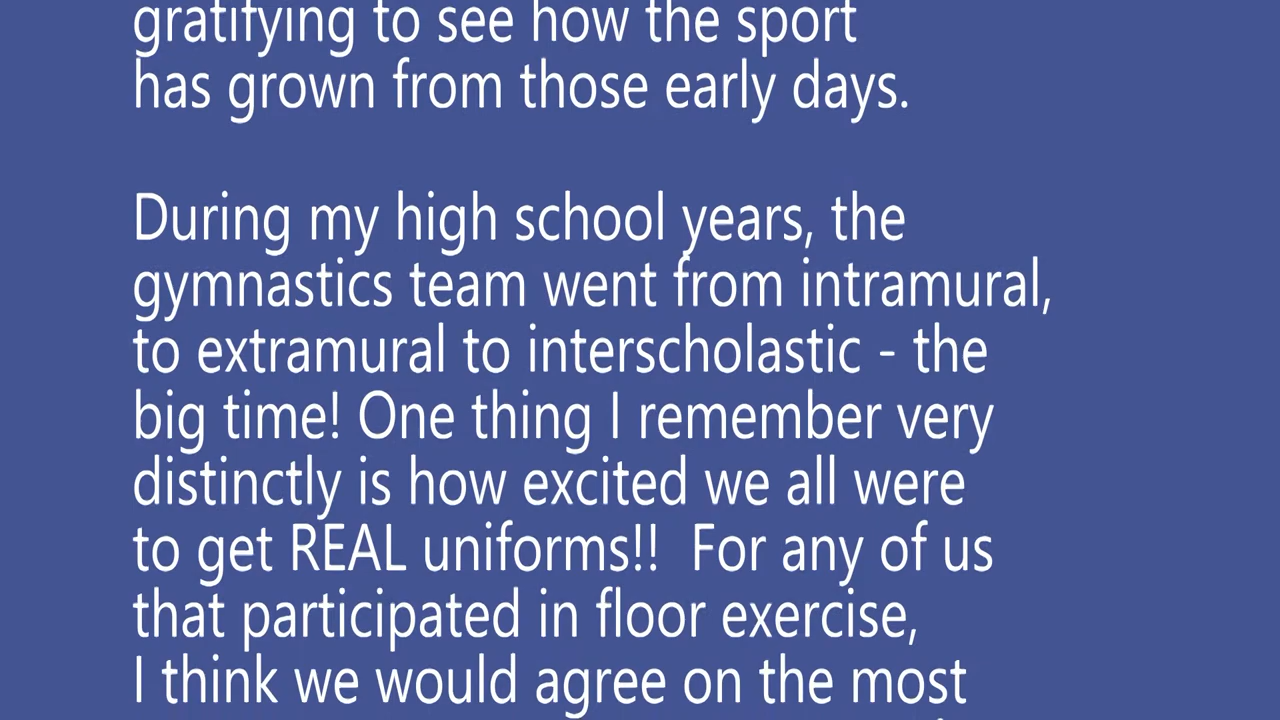 gratifying to see how the sport
has grown from those early days.
During my high school years, the
gymnastics team went from intramural,
to extramural to interscholastic - the
big time! One thing I remember very
distinctly is how excited we all were
to get REAL uniforms!!  For any of us
that participated in floor exercise,
I think we would agree on the most